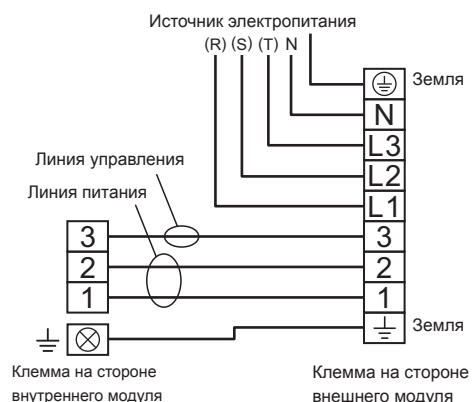 Источник электропитания
(R) (S) (T) N
Земля
N
L3
L2
L1
Линия управления
Линия питания
3 3
2 2
1 1
Земля
Клемма на стороне
внутреннего модуля
Клемма на стороне
внешнего модуля